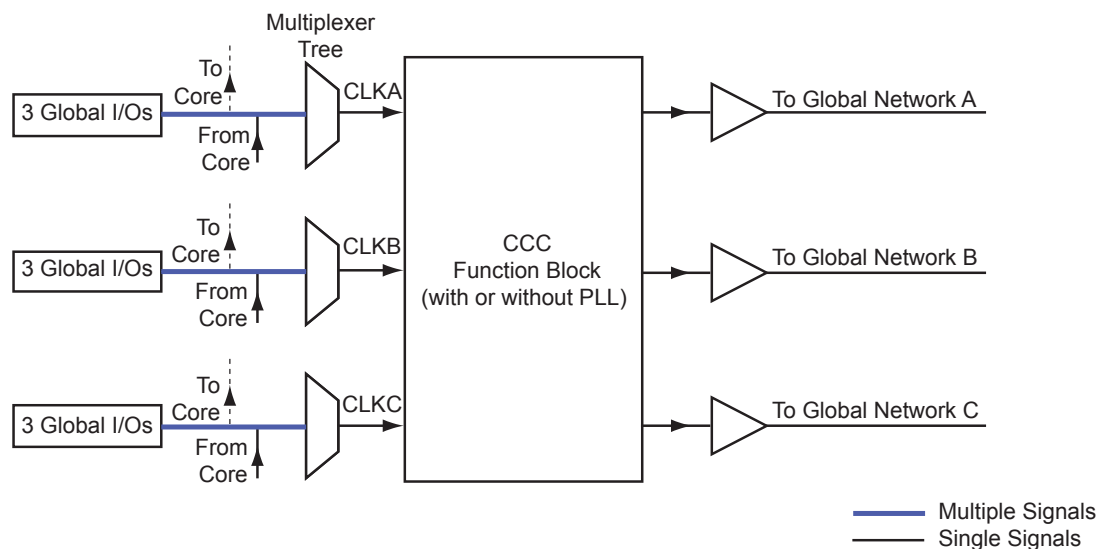 Multiplexer
Tree
To
Core
3 Global I/Os
From
Core
CLKA
To Global Network A
To
Core
3 Global I/Os
From
Core
CLKB
CCC
Function Block
(with or without PLL)
To Global Network B
To
Core
3 Global I/Os
From
Core
CLKC
To Global Network C
Multiple Signals
Single Signals